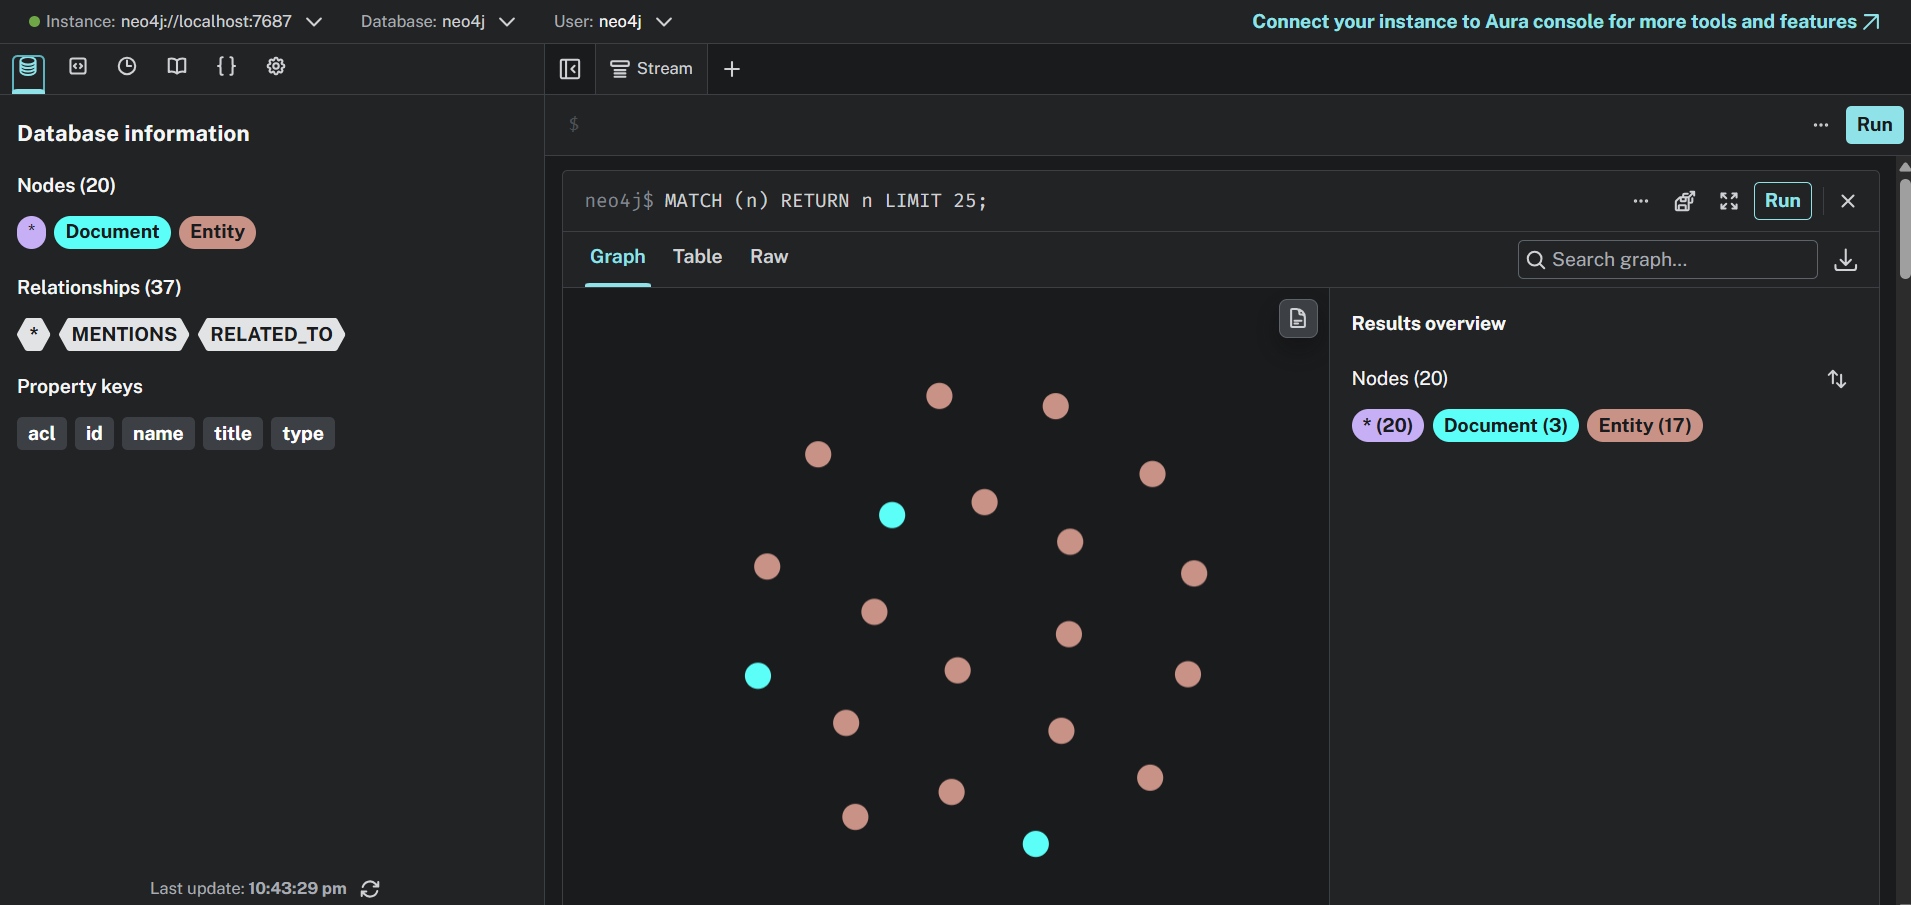 Instance: neo4j://localhost:7687 Database: neo4j User: neo4j Connect your instance to Aura console for more tools and features
Stream
Database information
Nodes (20)
* Document Entity
Relationships (37)
* MENTIONS RELATED_TO
Property keys
acl id name title type
Last update: 10:43:29 pm
$ Run
neo4j$ MATCH (n) RETURN n LIMIT 25; Run
Graph Table Raw Search graph...
Results overview
Nodes (20)
* (20) Document (3) Entity (17)